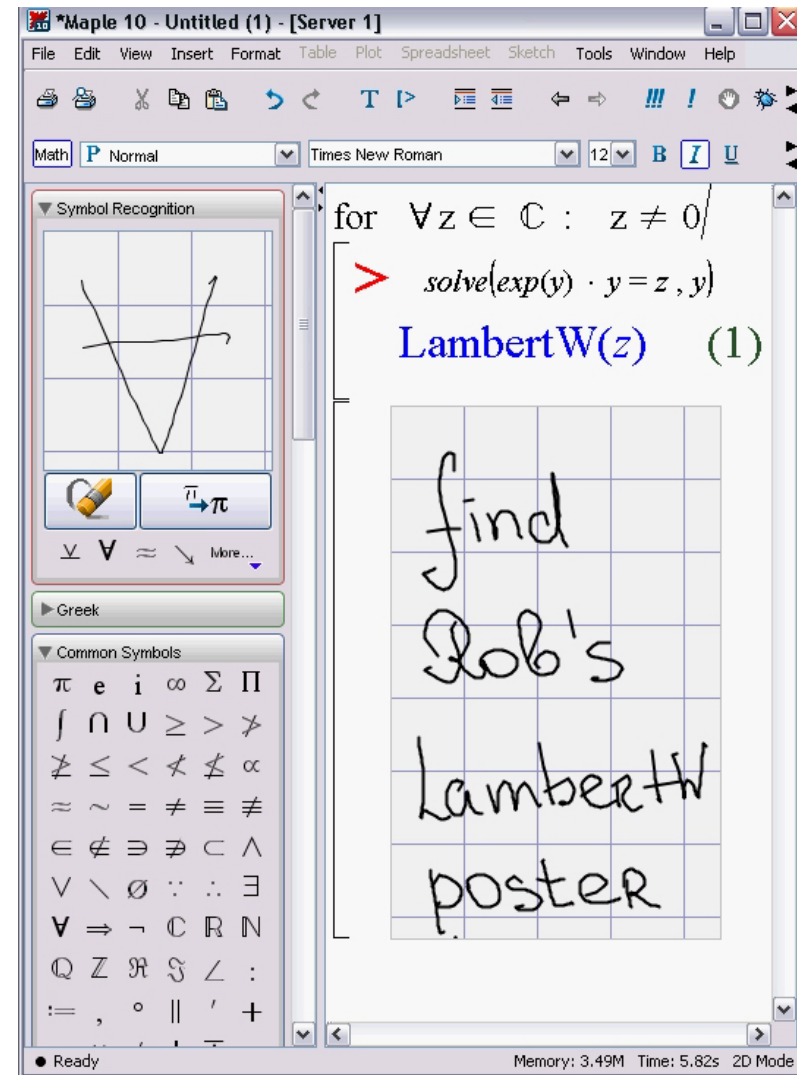 *Maple 10 - Untitled (1) - [Server 1]
File Edit View Insert Format Table Plot Spreadsheet Sketch Tools Window Help
T [> !!! !
Math P Normal Times New Roman 12 B I U
Symbol Recognition
π→π
⊻ ∀ ≈ ↘ More...
Greek
Common Symbols
π e i ∞ Σ Π
∫ ∩ ∪ ≥ > ≯
≱ ≤ < ≮ ≰ ∝
≈ ~ = ≠ ≡ ≢
∈ ∉ ∋ ∌ ⊂ ∧
∨ \ Ø ∵ ∴ ∃
∀ ⇒ ¬ ℂ ℝ ℕ
ℚ ℤ ℜ ℑ ∠ :
:= , ° ∥ ′ +
for ∀z ∈ ℂ : z ≠ 0
> solve(exp(y) · y = z , y)
LambertW(z) (1)
find
Rob's
LambertW
poster
Ready Memory: 3.49M Time: 5.82s 2D Mode